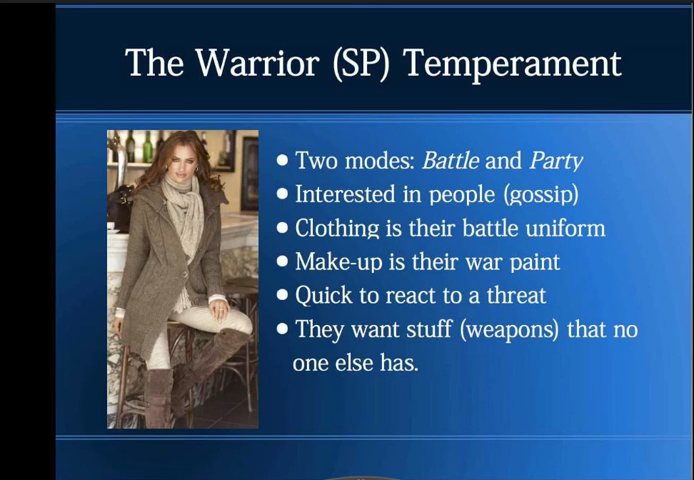 The Warrior (SP) Temperament
• Two modes: Battle and Party
• Interested in people (gossip)
• Clothing is their battle uniform
• Make-up is their war paint
• Quick to react to a threat
• They want stuff (weapons) that no
one else has.